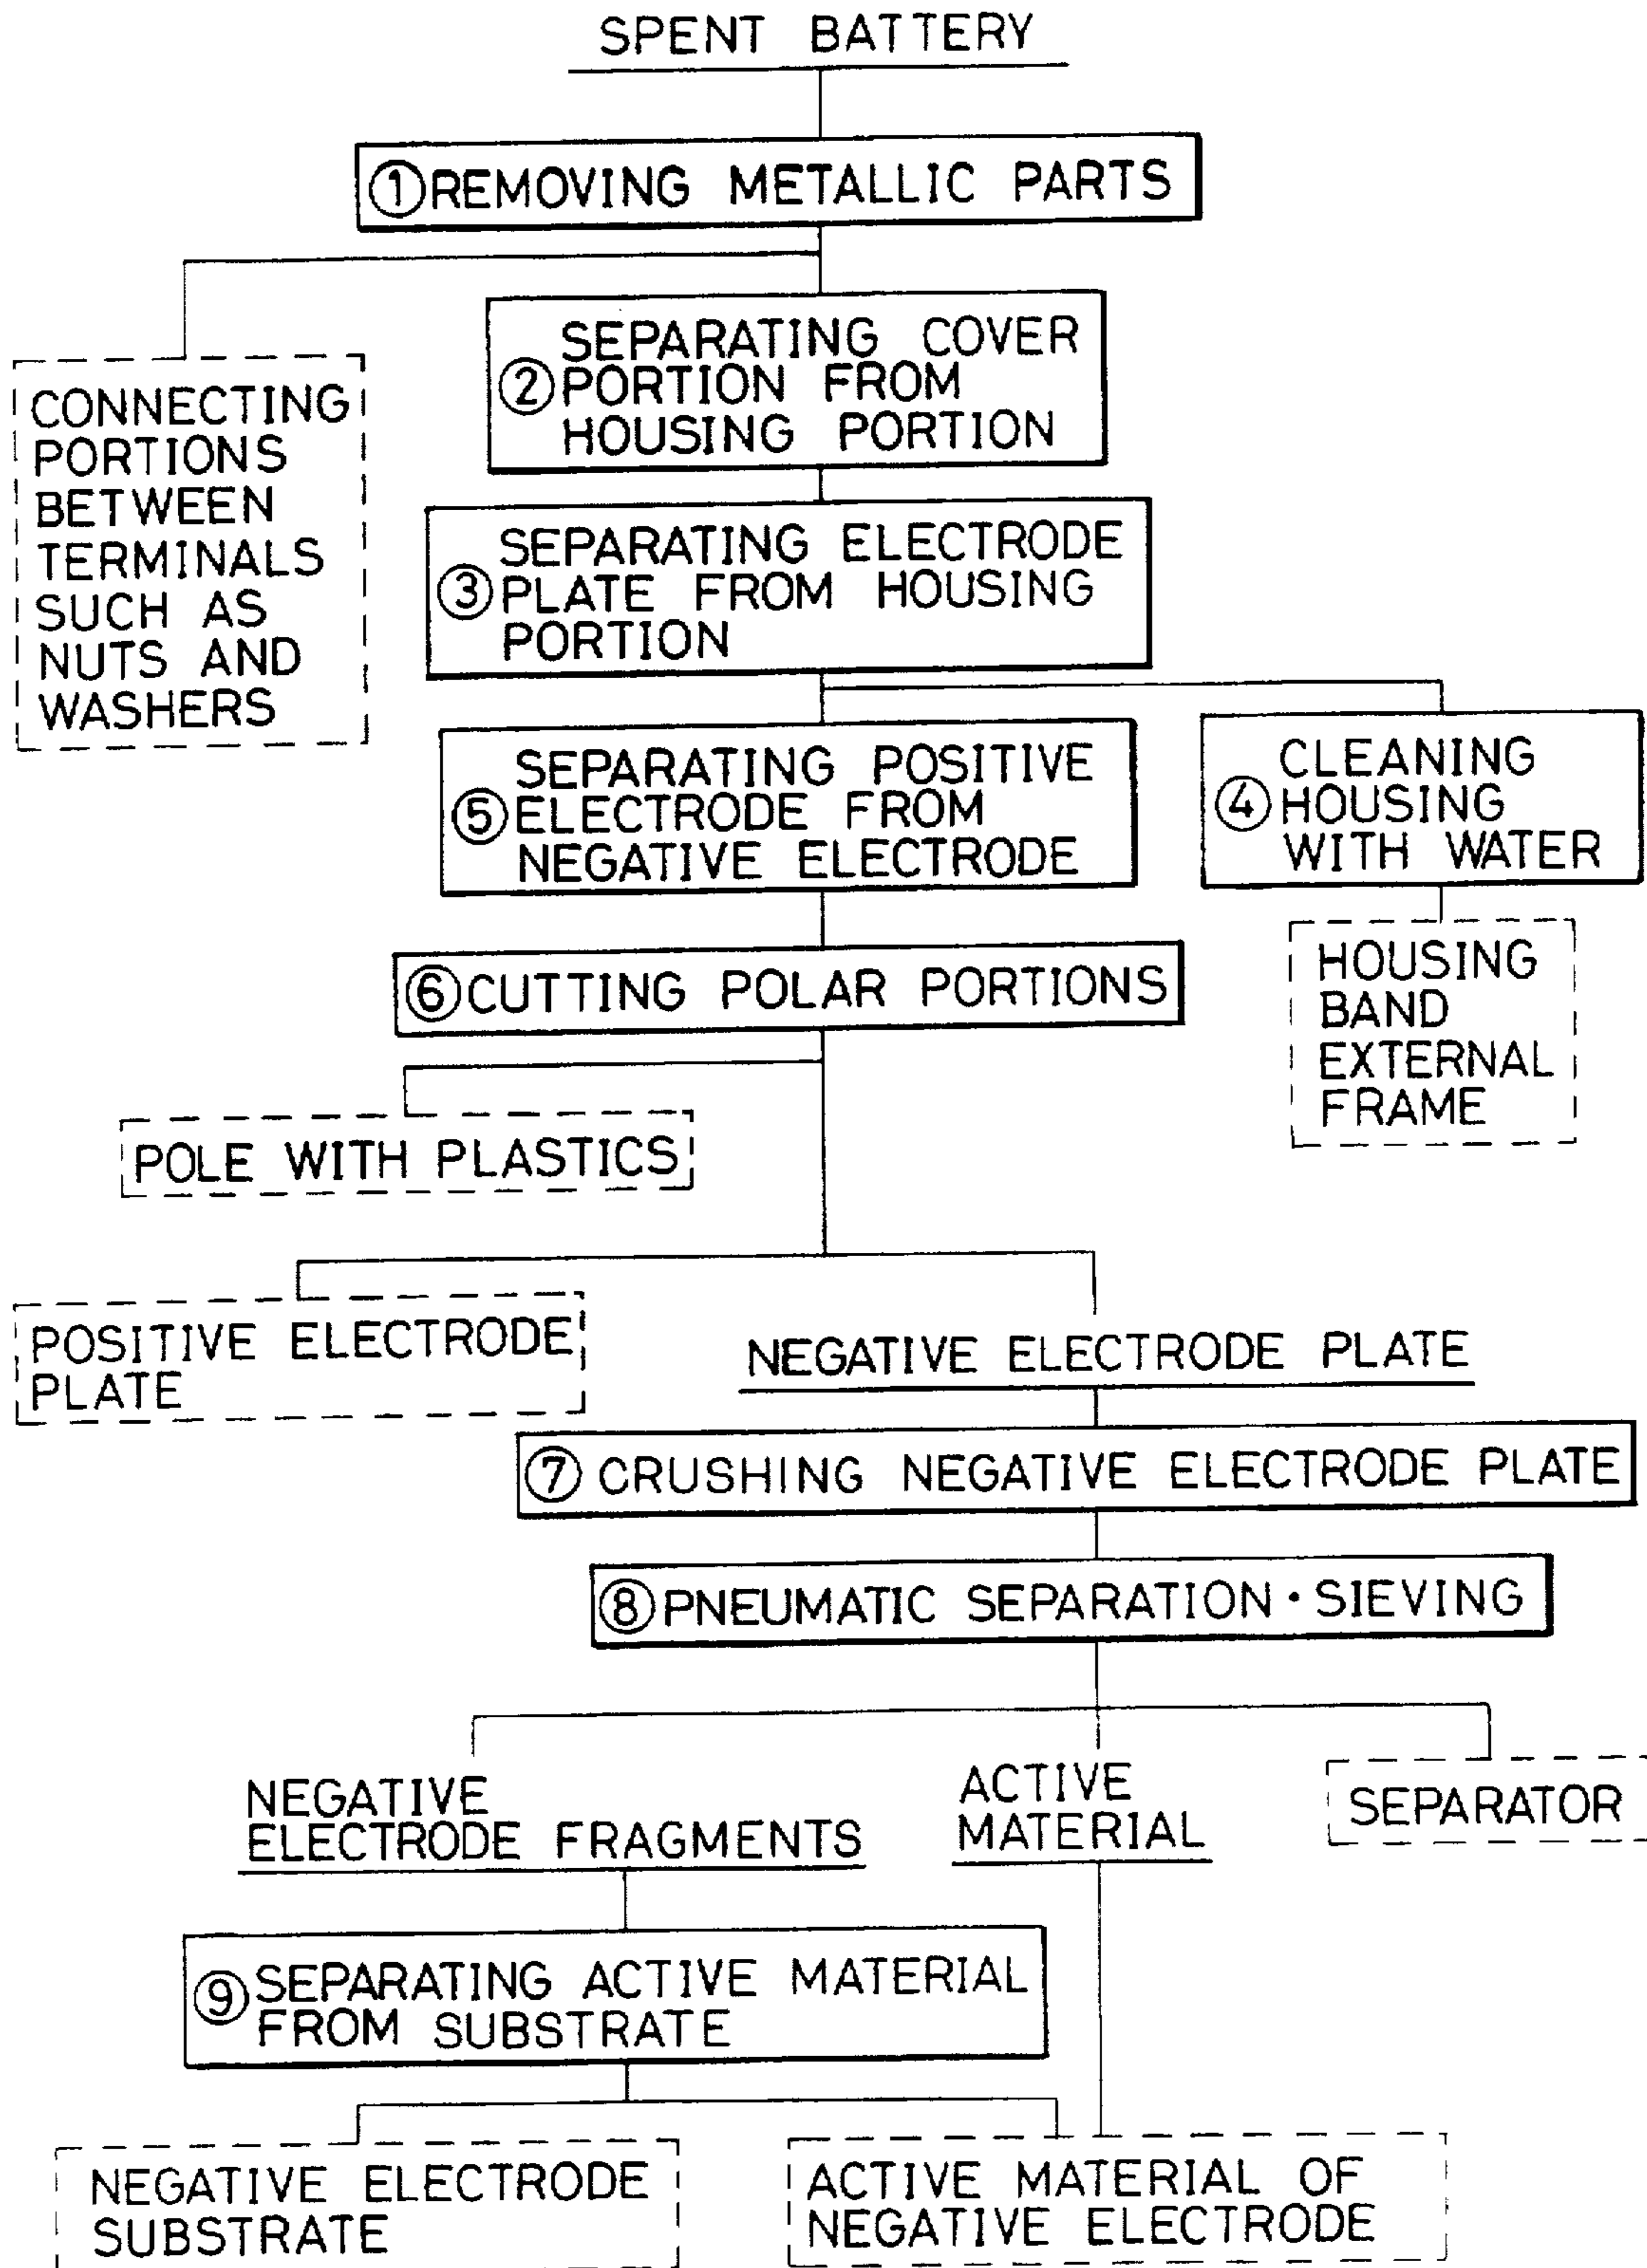 SPENT BATTERY
①REMOVING METALLIC PARTS
SEPARATING COVER
②PORTION FROM
HOUSING PORTION
CONNECTING
PORTIONS
BETWEEN
TERMINALS
SUCH AS
NUTS AND
WASHERS
SEPARATING ELECTRODE
③PLATE FROM HOUSING
PORTION
SEPARATING POSITIVE
⑤ELECTRODE FROM
NEGATIVE ELECTRODE
CLEANING
④HOUSING
WITH WATER
⑥CUTTING POLAR PORTIONS
HOUSING
BAND
EXTERNAL
FRAME
POLE WITH PLASTICS
POSITIVE ELECTRODE
PLATE
NEGATIVE ELECTRODE PLATE
⑦ CRUSHING NEGATIVE ELECTRODE PLATE
⑧PNEUMATIC SEPARATION・SIEVING
NEGATIVE
ELECTRODE FRAGMENTS
ACTIVE
MATERIAL
SEPARATOR
⑨SEPARATING ACTIVE MATERIAL
FROM SUBSTRATE
NEGATIVE ELECTRODE
SUBSTRATE
ACTIVE MATERIAL OF
NEGATIVE ELECTRODE